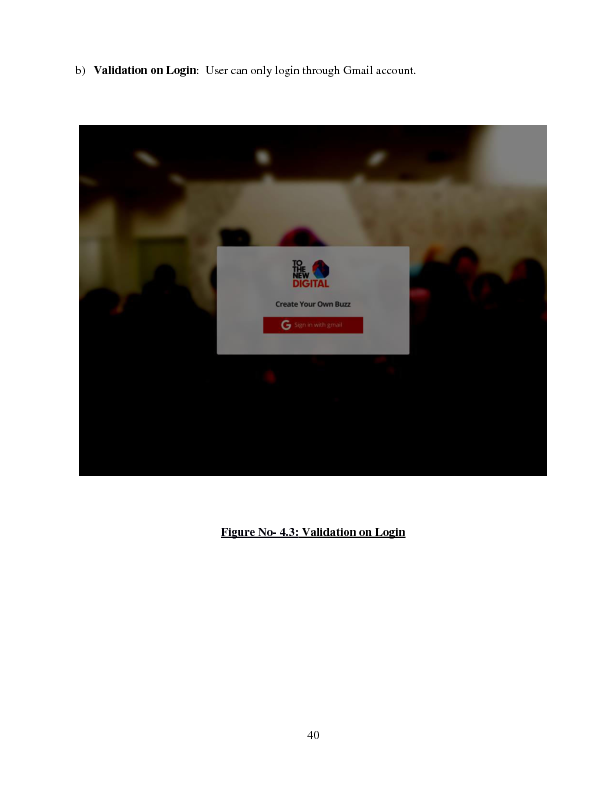 b) Validation on Login: User can only login through Gmail account.
TO
THE
NEW
DIGITAL
Create Your Own Buzz
G Sign in with gmail
Figure No- 4.3: Validation on Login
40